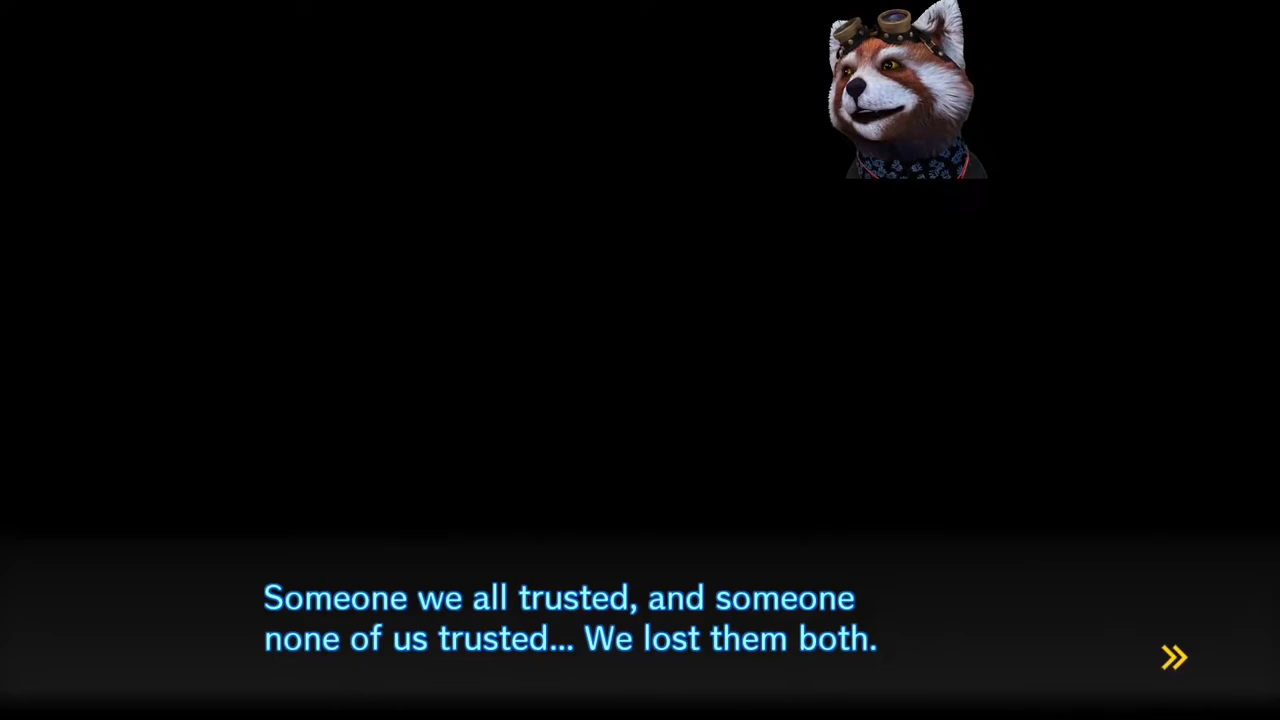 Someone we all trusted, and someone
none of us trusted... We lost them both.